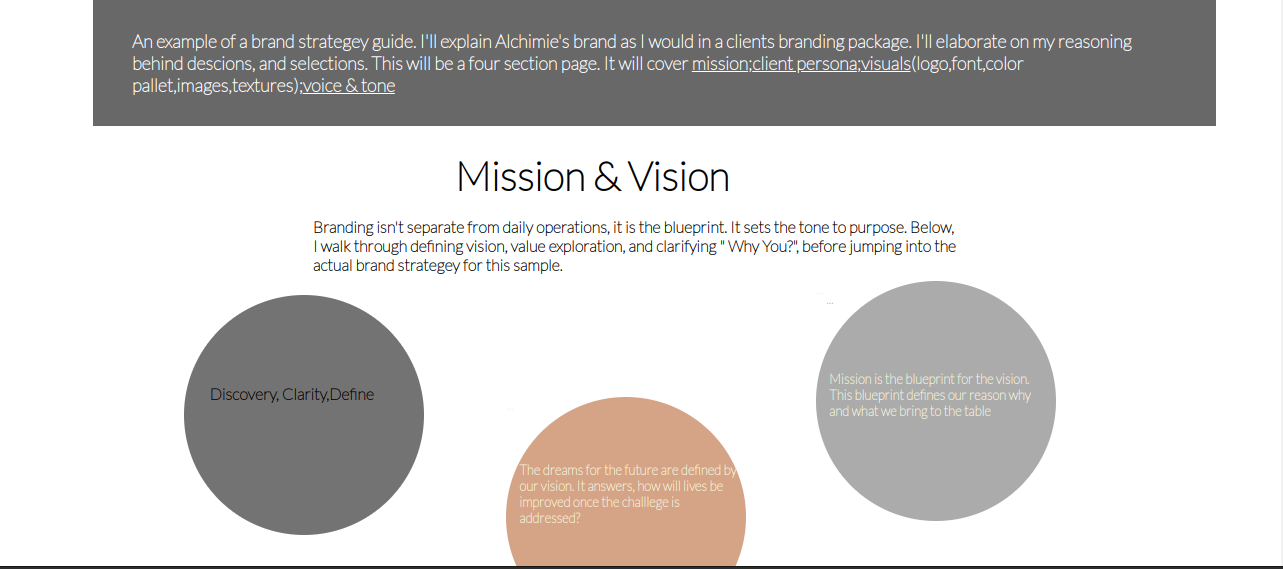 An example of a brand strategey guide. I'll explain Alchimie's brand as I would in a clients branding package. I'll elaborate on my reasoning
behind descions, and selections. This will be a four section page. It will cover mission;client persona;visuals(logo,font,color
pallet,images,textures);voice & tone
Mission & Vision
Branding isn't separate from daily operations, it is the blueprint. It sets the tone to purpose. Below,
I walk through defining vision, value exploration, and clarifying " Why You?", before jumping into the
actual brand strategey for this sample.
...
Discovery, Clarity,Define
Mission is the blueprint for the vision.
This blueprint defines our reason why
and what we bring to the table
The dreams for the future are defined by
our vision. It answers, how will lives be
improved once the challlege is
addressed?